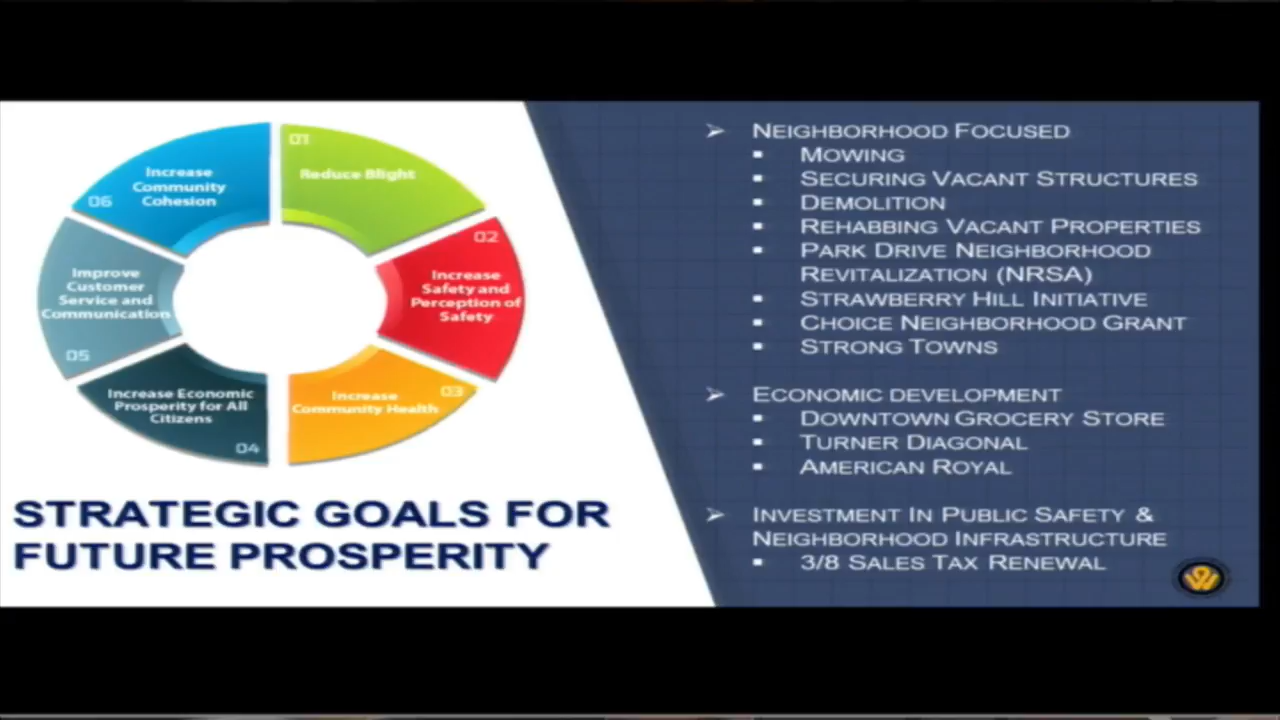 01
Reduce Blight
02
Increase
Safety and
Perception of
Safety
03
Increase
Community Health
Increase Economic
Prosperity for All
Citizens
04
Improve
Customer
Service and
Communication
05
Increase
Community
Cohesion
06
STRATEGIC GOALS FOR
FUTURE PROSPERITY
NEIGHBORHOOD FOCUSED
MOWING
SECURING VACANT STRUCTURES
DEMOLITION
REHABBING VACANT PROPERTIES
PARK DRIVE NEIGHBORHOOD
REVITALIZATION (NRSA)
STRAWBERRY HILL INITIATIVE
CHOICE NEIGHBORHOOD GRANT
STRONG TOWNS
ECONOMIC DEVELOPMENT
DOWNTOWN GROCERY STORE
TURNER DIAGONAL
AMERICAN ROYAL
INVESTMENT IN PUBLIC SAFETY &
NEIGHBORHOOD INFRASTRUCTURE
3/8 SALES TAX RENEWAL